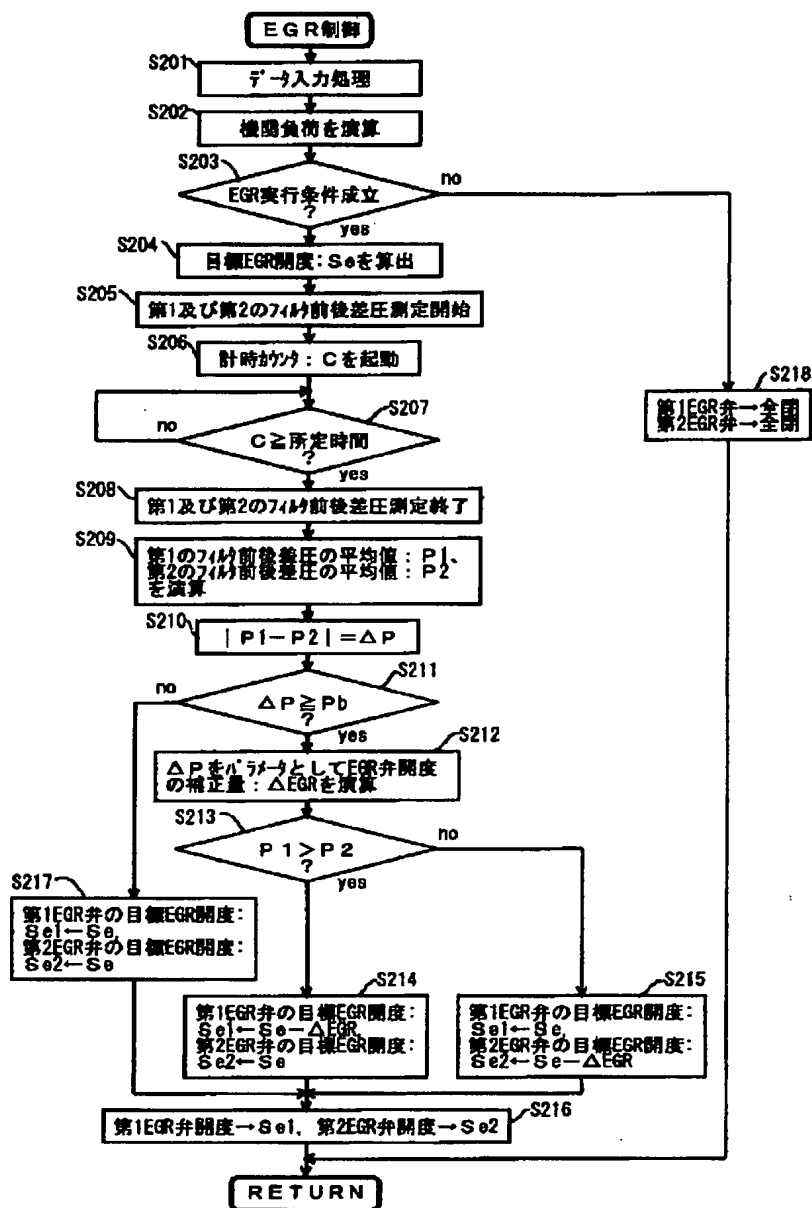 EGR制御
S201
データ入力処理
S202
機関負荷を演算
S203
EGR実行条件成立
?
no
yes
S204
目標EGR開度:Seを算出
S205
第1及び第2のフィルタ前後差圧測定開始
S206
計時カウンタ:Cを起動
S218
第1EGR弁→全閉
第2EGR弁→全閉
S207
no
C≧所定時間
?
yes
S208
第1及び第2のフィルタ前後差圧測定終了
S209
第1のフィルタ前後差圧の平均値:P1、
第2のフィルタ前後差圧の平均値:P2
を演算
S210
|P1-P2|=△P
S211
no
△P≧Pb
?
yes
S212
△PをパラメータとしてEGR弁開度
の補正量:△EGRを演算
S213
no
P1>P2
?
yes
S217
第1EGR弁の目標EGR開度:
Se1←Se,
第2EGR弁の目標EGR開度:
Se2←Se
S214
第1EGR弁の目標EGR開度:
Se1←Se-△EGR,
第2EGR弁の目標EGR開度:
Se2←Se
S215
第1EGR弁の目標EGR開度:
Se1←Se,
第2EGR弁の目標EGR開度:
Se2←Se-△EGR
S216
第1EGR弁開度→Se1, 第2EGR弁開度→Se2
RETURN